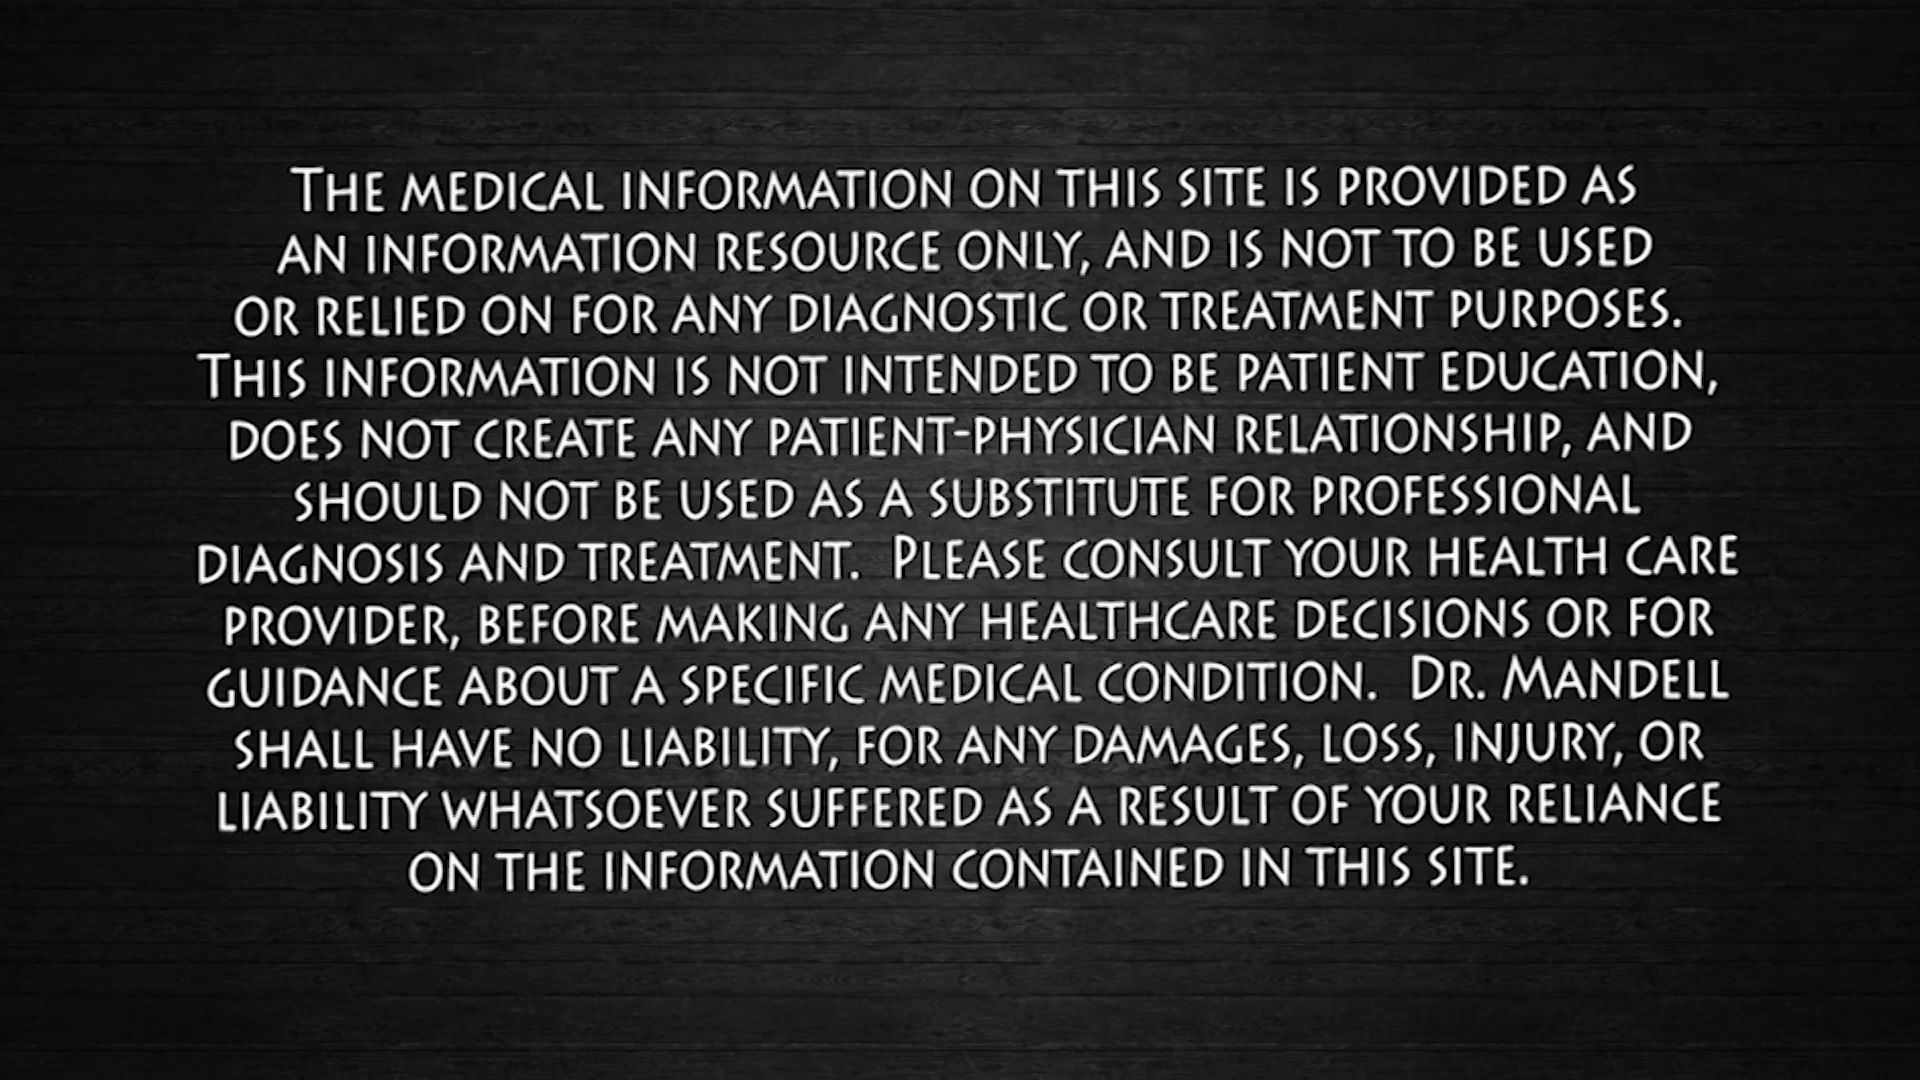 The medical information on this site is provided as
an information resource only, and is not to be used
or relied on for any diagnostic or treatment purposes.
This information is not intended to be patient education,
does not create any patient-physician relationship, and
should not be used as a substitute for professional
diagnosis and treatment.  Please consult your health care
provider, before making any healthcare decisions or for
guidance about a specific medical condition.  Dr. Mandell
shall have no liability, for any damages, loss, injury, or
liability whatsoever suffered as a result of your reliance
on the information contained in this site.